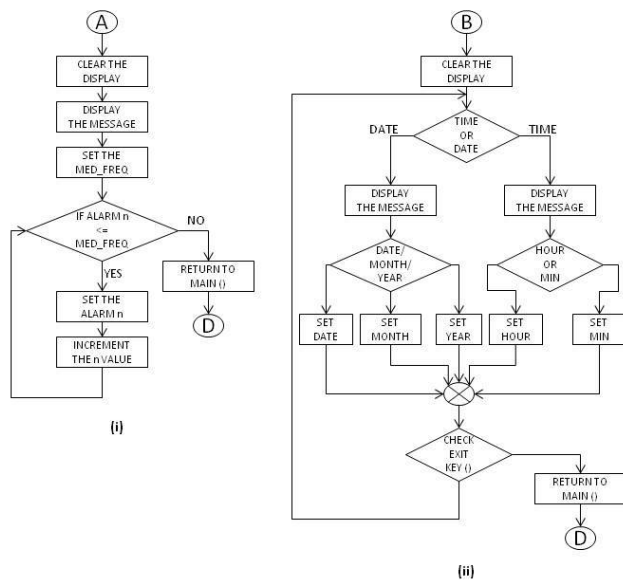 A
CLEAR THE
DISPLAY
DISPLAY
THE MESSAGE
SET THE
MED_FREQ
IF ALARM n
<=
MED_FREQ
NO
YES
RETURN TO
MAIN ()
D
SET THE
ALARM n
INCREMENT
THE n VALUE
(i)
B
CLEAR THE
DISPLAY
TIME
OR
DATE
DATE
TIME
DISPLAY
THE MESSAGE
DISPLAY
THE MESSAGE
DATE/
MONTH/
YEAR
HOUR
OR
MIN
SET
DATE
SET
MONTH
SET
YEAR
SET
HOUR
SET
MIN
CHECK
EXIT
KEY ()
RETURN TO
MAIN ()
D
(ii)